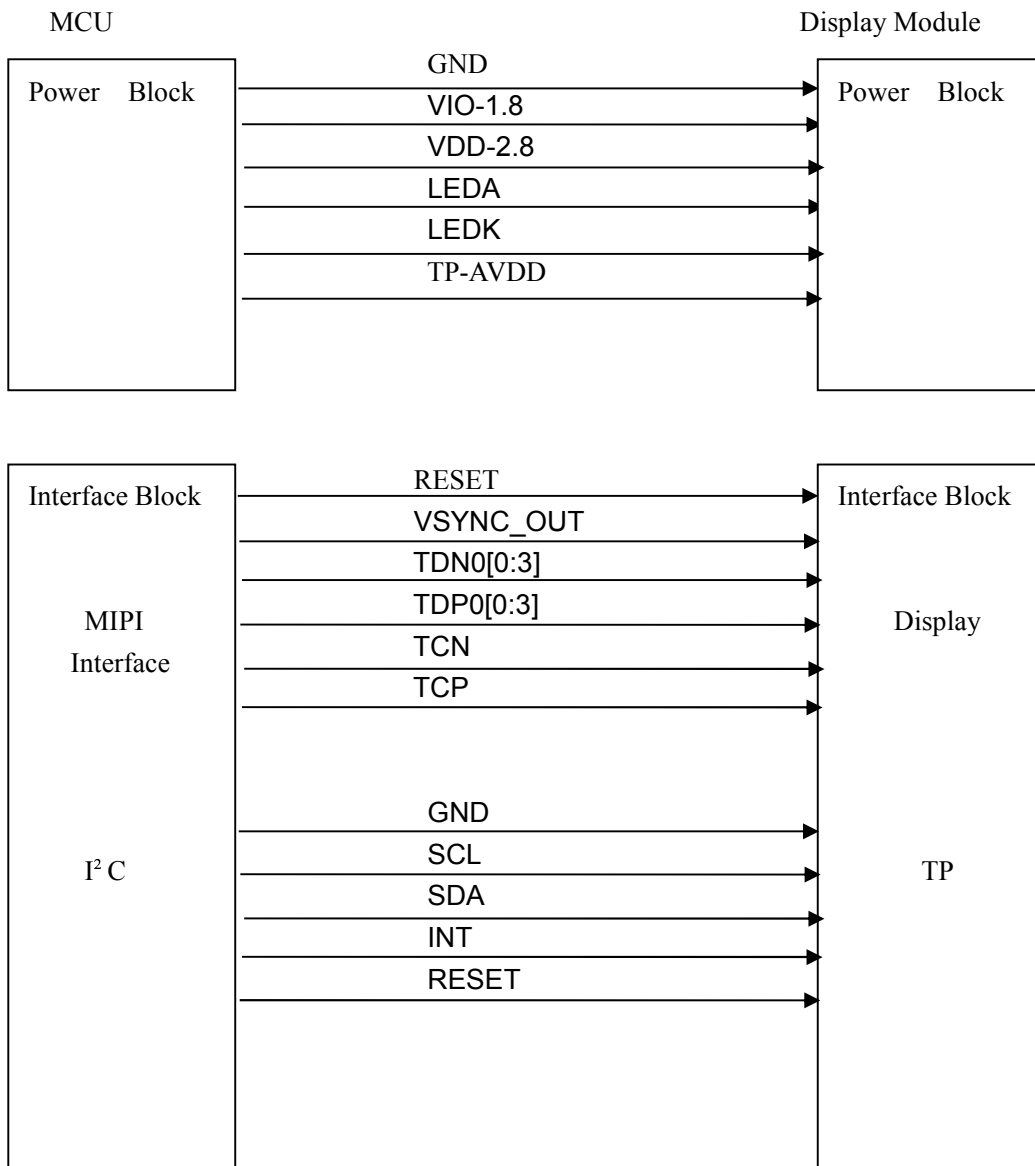 MCU Display Module
Power Block GND Power Block
VIO-1.8
VDD-2.8
LEDA
LEDK
TP-AVDD
Interface Block RESET Interface Block
VSYNC_OUT
TDN0[0:3]
MIPI TDP0[0:3] Display
Interface TCN
TCP
GND
I² C SCL TP
SDA
INT
RESET